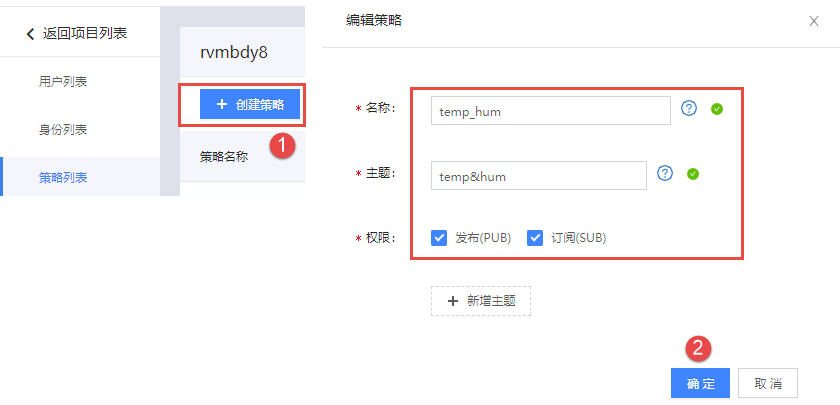 返回项目列表
用户列表
身份列表
策略列表
rvmbdy8
+ 创建策略
1
策略名称
编辑策略
X
* 名称：
temp_hum
?
* 主题：
temp&hum
?
* 权限：
发布(PUB)
订阅(SUB)
+ 新增主题
2
确 定
取 消